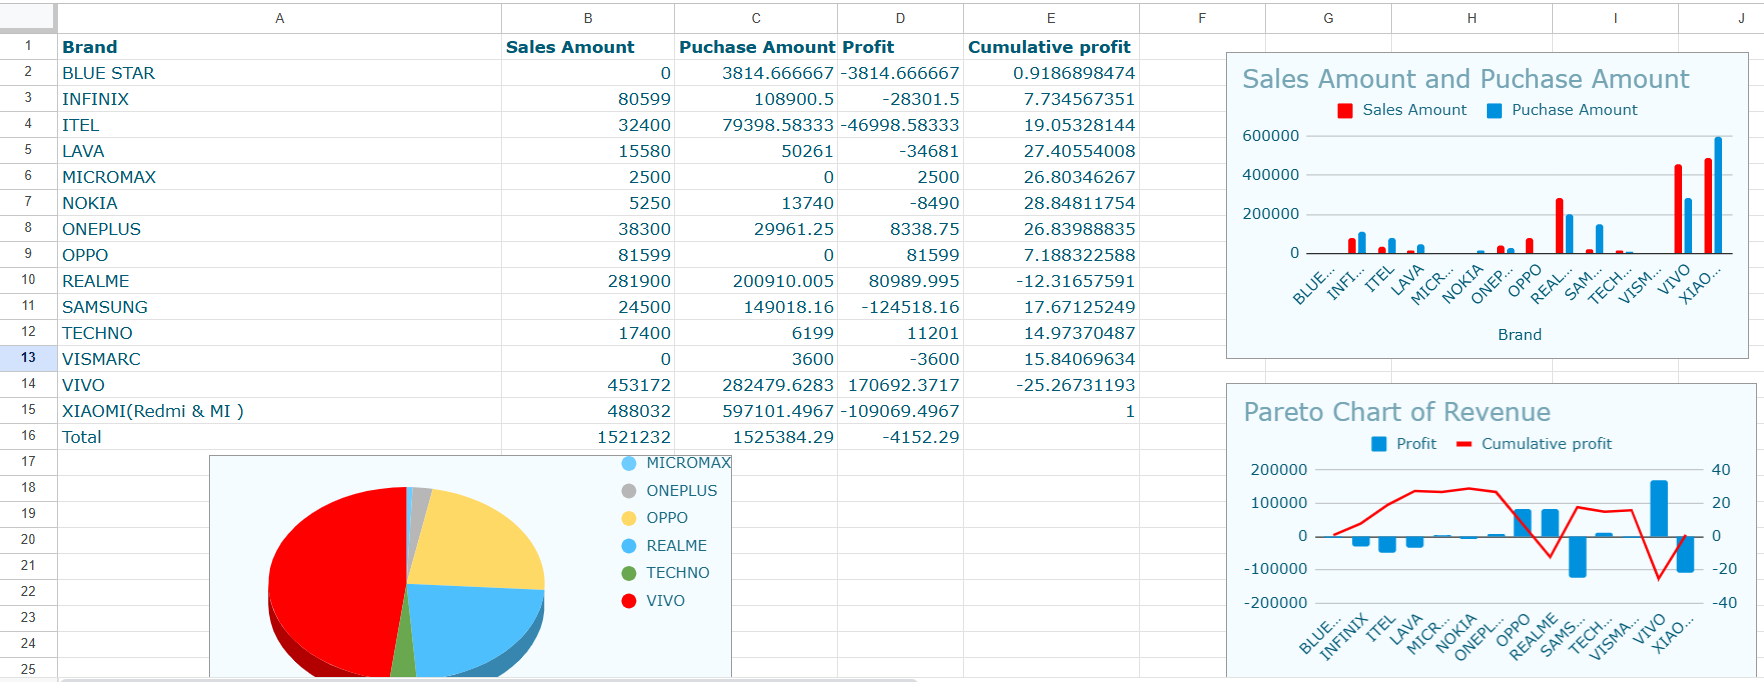 A B C D E F G H I J
1 Brand Sales Amount Puchase Amount Profit Cumulative profit
2 BLUE STAR 0 3814.666667 -3814.666667 0.9186898474
3 INFINIX 80599 108900.5 -28301.5 7.734567351
4 ITEL 32400 79398.58333 -46998.58333 19.05328144
5 LAVA 15580 50261 -34681 27.40554008
6 MICROMAX 2500 0 2500 26.80346267
7 NOKIA 5250 13740 -8490 28.84811754
8 ONEPLUS 38300 29961.25 8338.75 26.83988835
9 OPPO 81599 0 81599 7.188322588
10 REALME 281900 200910.005 80989.995 -12.31657591
11 SAMSUNG 24500 149018.16 -124518.16 17.67125249
12 TECHNO 17400 6199 11201 14.97370487
13 VISMARC 0 3600 -3600 15.84069634
14 VIVO 453172 282479.6283 170692.3717 -25.26731193
15 XIAOMI(Redmi & MI ) 488032 597101.4967 -109069.4967 1
16 Total 1521232 1525384.29 -4152.29
17
18
19
20
21
22
23
24
25
MICROMAX
ONEPLUS
OPPO
REALME
TECHNO
VIVO
Sales Amount and Puchase Amount
Sales Amount Puchase Amount
600000
400000
200000
0
BLUE... INFI... ITEL LAVA MICR... NOKIA ONEP... OPPO REAL... SAM... TECH... VISM... VIVO XIAO...
Brand
Pareto Chart of Revenue
Profit Cumulative profit
200000 40
100000 20
0 0
-100000 -20
-200000 -40
BLUE... INFINIX ITEL LAVA MICR... NOKIA ONEPL... OPPO REALME SAMS... TECH... VISMA... VIVO XIAO...